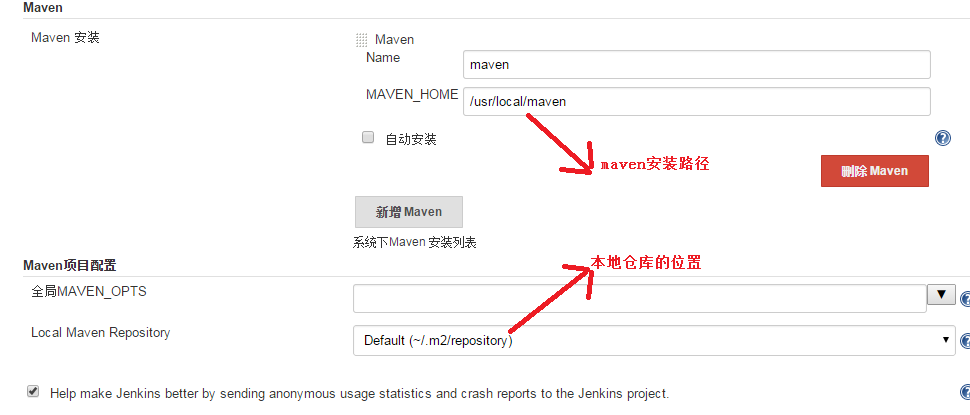 Maven
Maven 安装
Maven
Name
maven
MAVEN_HOME
/usr/local/maven
自动安装
maven安装路径
删除 Maven
新增 Maven
系统下Maven 安装列表
Maven项目配置
本地仓库的位置
全局MAVEN_OPTS
Local Maven Repository
Default (~/.m2/repository)
Help make Jenkins better by sending anonymous usage statistics and crash reports to the Jenkins project.